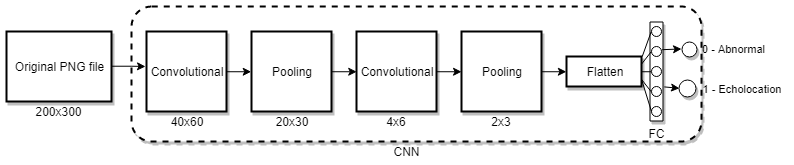 Original PNG file
200x300
Convolutional
40x60
Pooling
20x30
Convolutional
4x6
Pooling
2x3
Flatten
FC
0 - Abnormal
1 - Echolocation
CNN